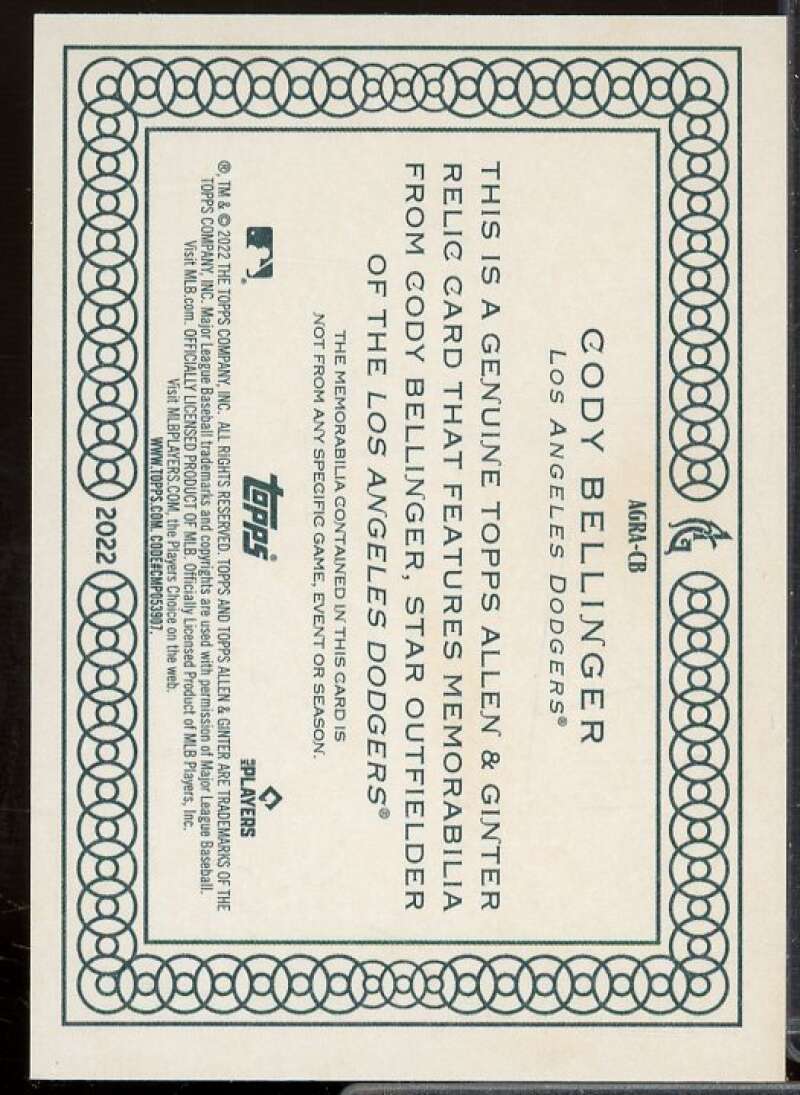 AG
AGRA-CB
CODY BELLINGER
LOS ANGELES DODGERS®
THIS IS A GENUINE TOPPS ALLEN & GINTER
RELIC CARD THAT FEATURES MEMORABILIA
FROM CODY BELLINGER, STAR OUTFIELDER
OF THE LOS ANGELES DODGERS®
THE MEMORABILIA CONTAINED IN THIS CARD IS
NOT FROM ANY SPECIFIC GAME, EVENT OR SEASON.
® topps® MLB PLAYERS
®, TM & © 2022 THE TOPPS COMPANY, INC. ALL RIGHTS RESERVED. TOPPS AND TOPPS ALLEN & GINTER ARE TRADEMARKS OF THE
TOPPS COMPANY, INC. Major League Baseball trademarks and copyrights are used with permission of Major League Baseball.
Visit MLB.com. OFFICIALLY LICENSED PRODUCT OF MLB. Officially Licensed Product of MLB Players, Inc.
Visit MLBPLAYERS.COM, the Players Choice on the web.
WWW.TOPPS.COM. CODE#CMP053907.
2022